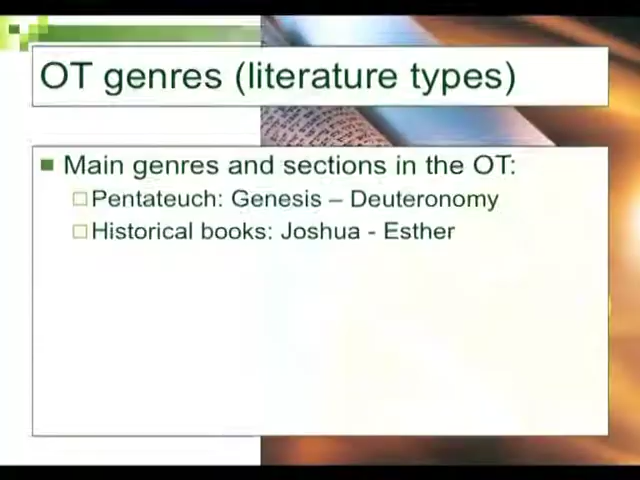 OT genres (literature types)
Main genres and sections in the OT:
Pentateuch: Genesis – Deuteronomy
Historical books: Joshua - Esther